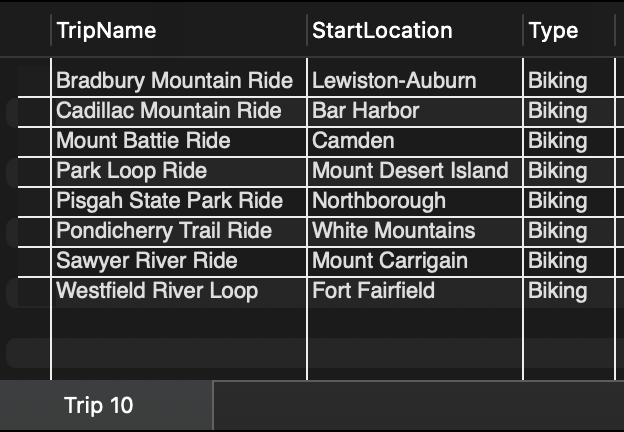 TripName StartLocation Type
Bradbury Mountain Ride Lewiston-Auburn Biking
Cadillac Mountain Ride Bar Harbor Biking
Mount Battie Ride Camden Biking
Park Loop Ride Mount Desert Island Biking
Pisgah State Park Ride Northborough Biking
Pondicherry Trail Ride White Mountains Biking
Sawyer River Ride Mount Carrigain Biking
Westfield River Loop Fort Fairfield Biking
Trip 10